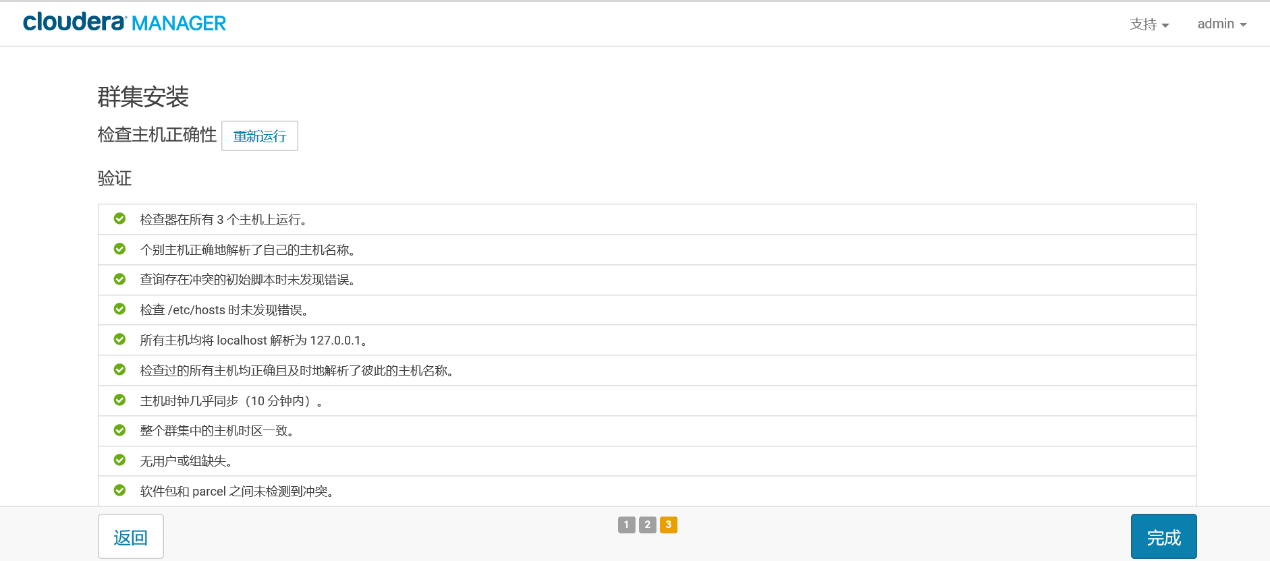 cloudera MANAGER
支持 admin
群集安装
检查主机正确性 重新运行
验证
检查器在所有 3 个主机上运行。
个别主机正确地解析了自己的主机名称。
查询存在冲突的初始脚本时未发现错误。
检查 /etc/hosts 时未发现错误。
所有主机均将 localhost 解析为 127.0.0.1。
检查过的所有主机均正确且及时地解析了彼此的主机名称。
主机时钟几乎同步（10 分钟内）。
整个群集中的主机时区一致。
无用户或组缺失。
软件包和 parcel 之间未检测到冲突。
返回 1 2 3 完成